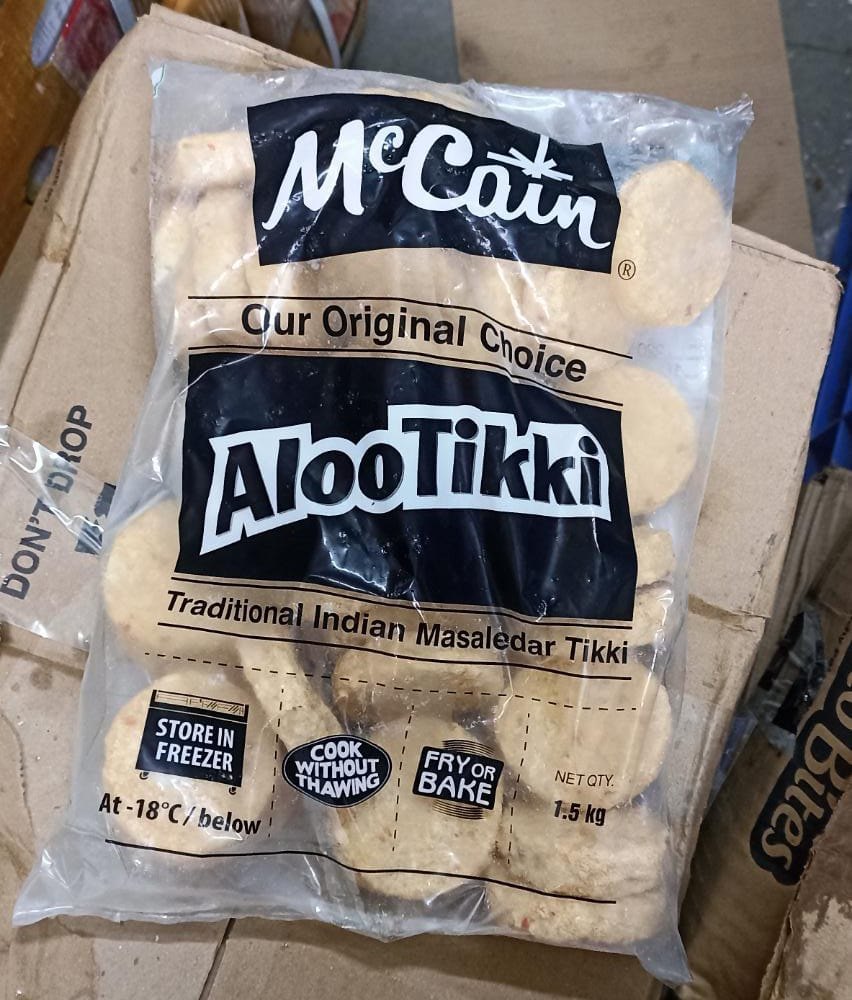 McCain
®
Our Original Choice
AlooTikki
Traditional Indian Masaledar Tikki
STORE IN
FREEZER
At -18°C / below
COOK
WITHOUT
THAWING
FRY OR
BAKE
NET QTY.
1.5 kg
DON'T DROP
Bites